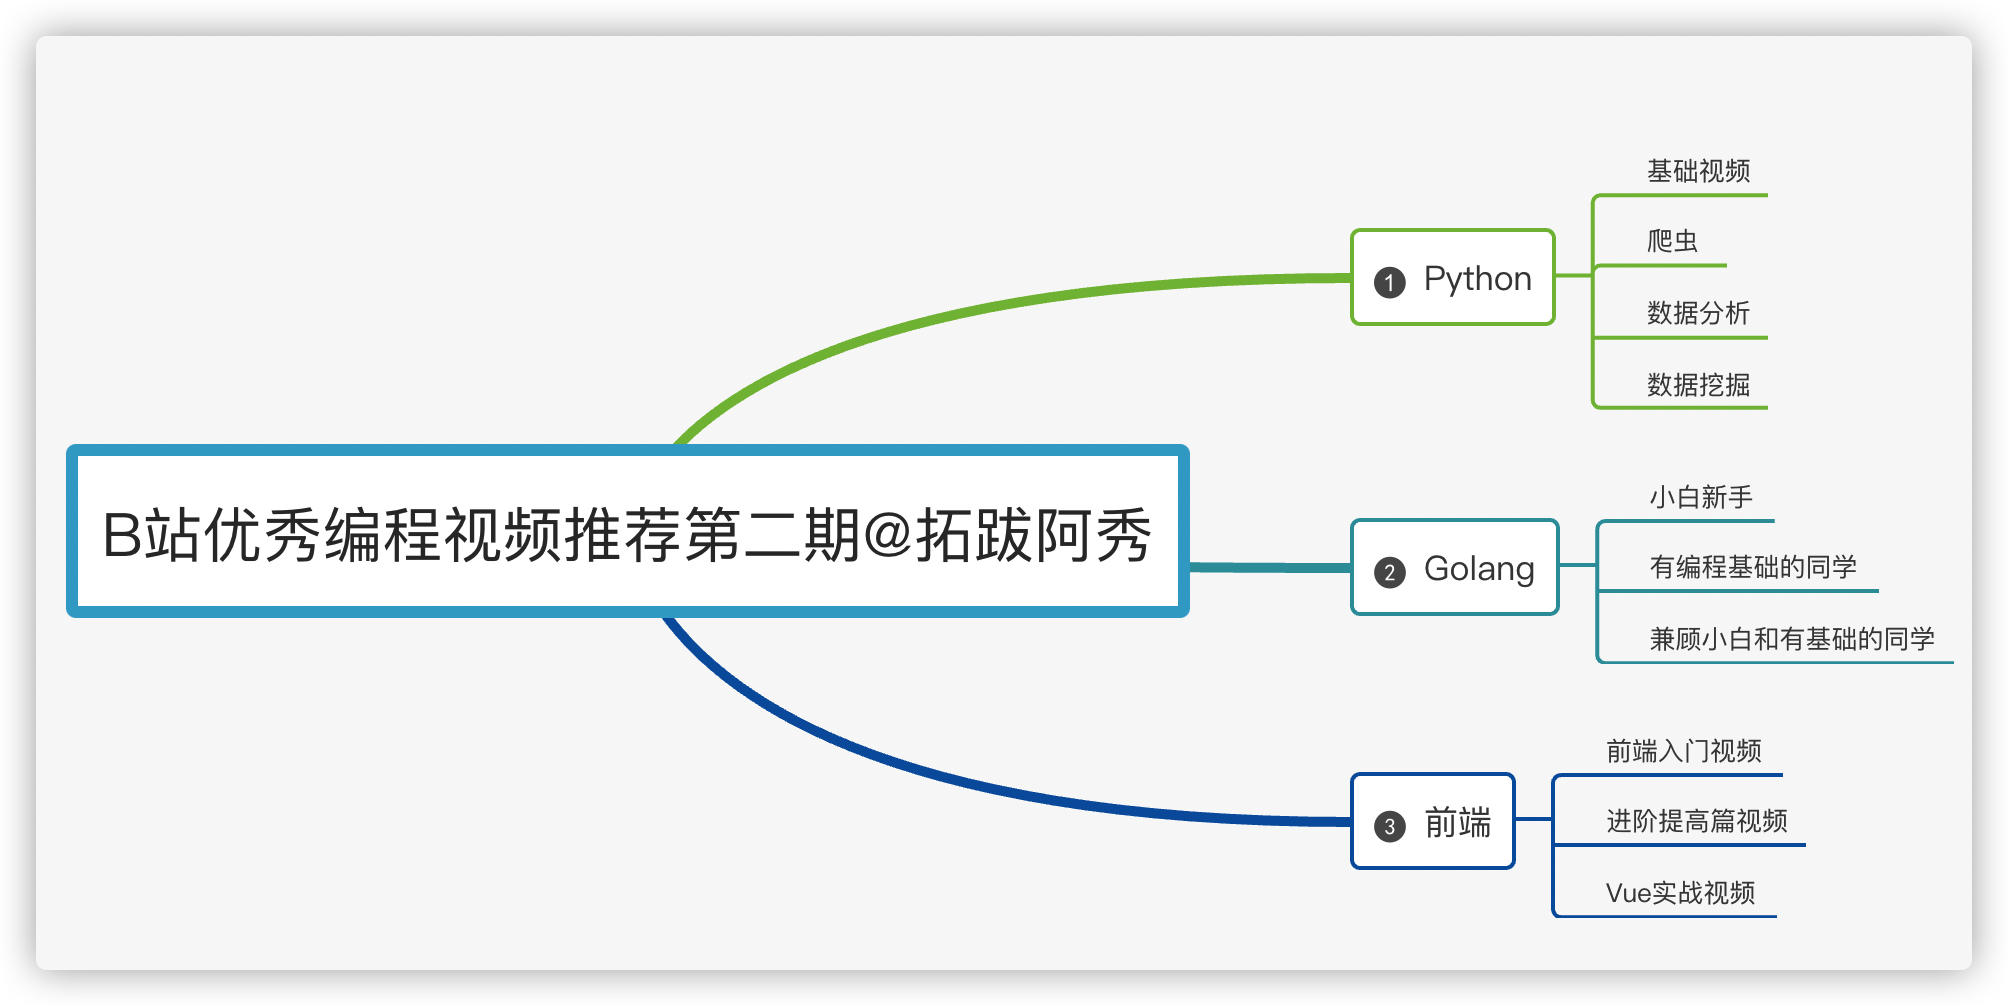 B站优秀编程视频推荐第二期@拓跋阿秀
1 Python
基础视频
爬虫
数据分析
数据挖掘
2 Golang
小白新手
有编程基础的同学
兼顾小白和有基础的同学
3 前端
前端入门视频
进阶提高篇视频
Vue实战视频